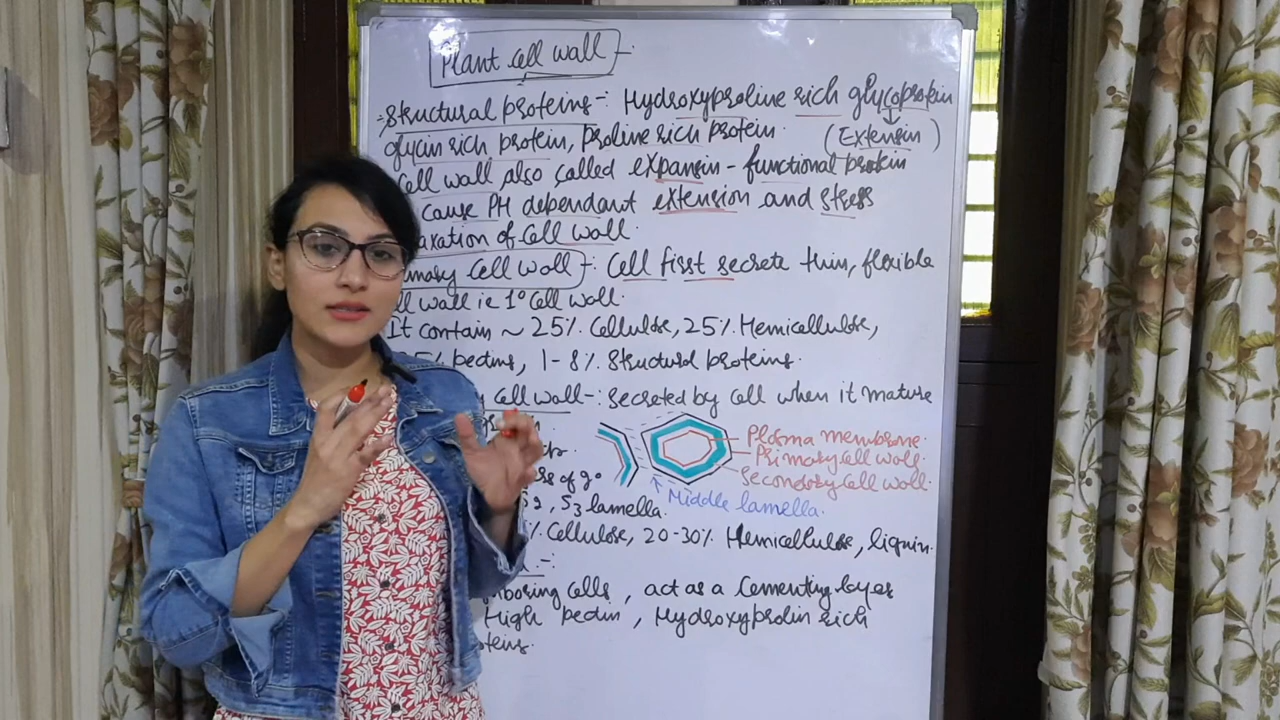 Plant Cell wall :-
Structural proteins - : Hydroxyproline rich glycoprotein
glycin rich protein, Proline rich protein. (Extensin)
Cell wall also called expansin - functional protein
cause PH dependant extension and stress
axation of Cell wall.
imary Cell wall - : Cell first secrete thin, flexible
ll wall ie 1° Cell wall.
It contain ~ 25% Cellulose, 25% Hemicellulose,
5% pectins, 1-8% Structural proteins.
y Cell wall - : secreted by Cell when it mature
Plasma membrane.
Primary Cell wall.
Secondary Cell wall.
ss of 2°
S3 lamella.
Middle lamella.
% Cellulose, 20-30% Hemicellulose, lignin.
boring Cells, act as a Cementing layer
High pectin, Hydroxyprolin rich
oteins.